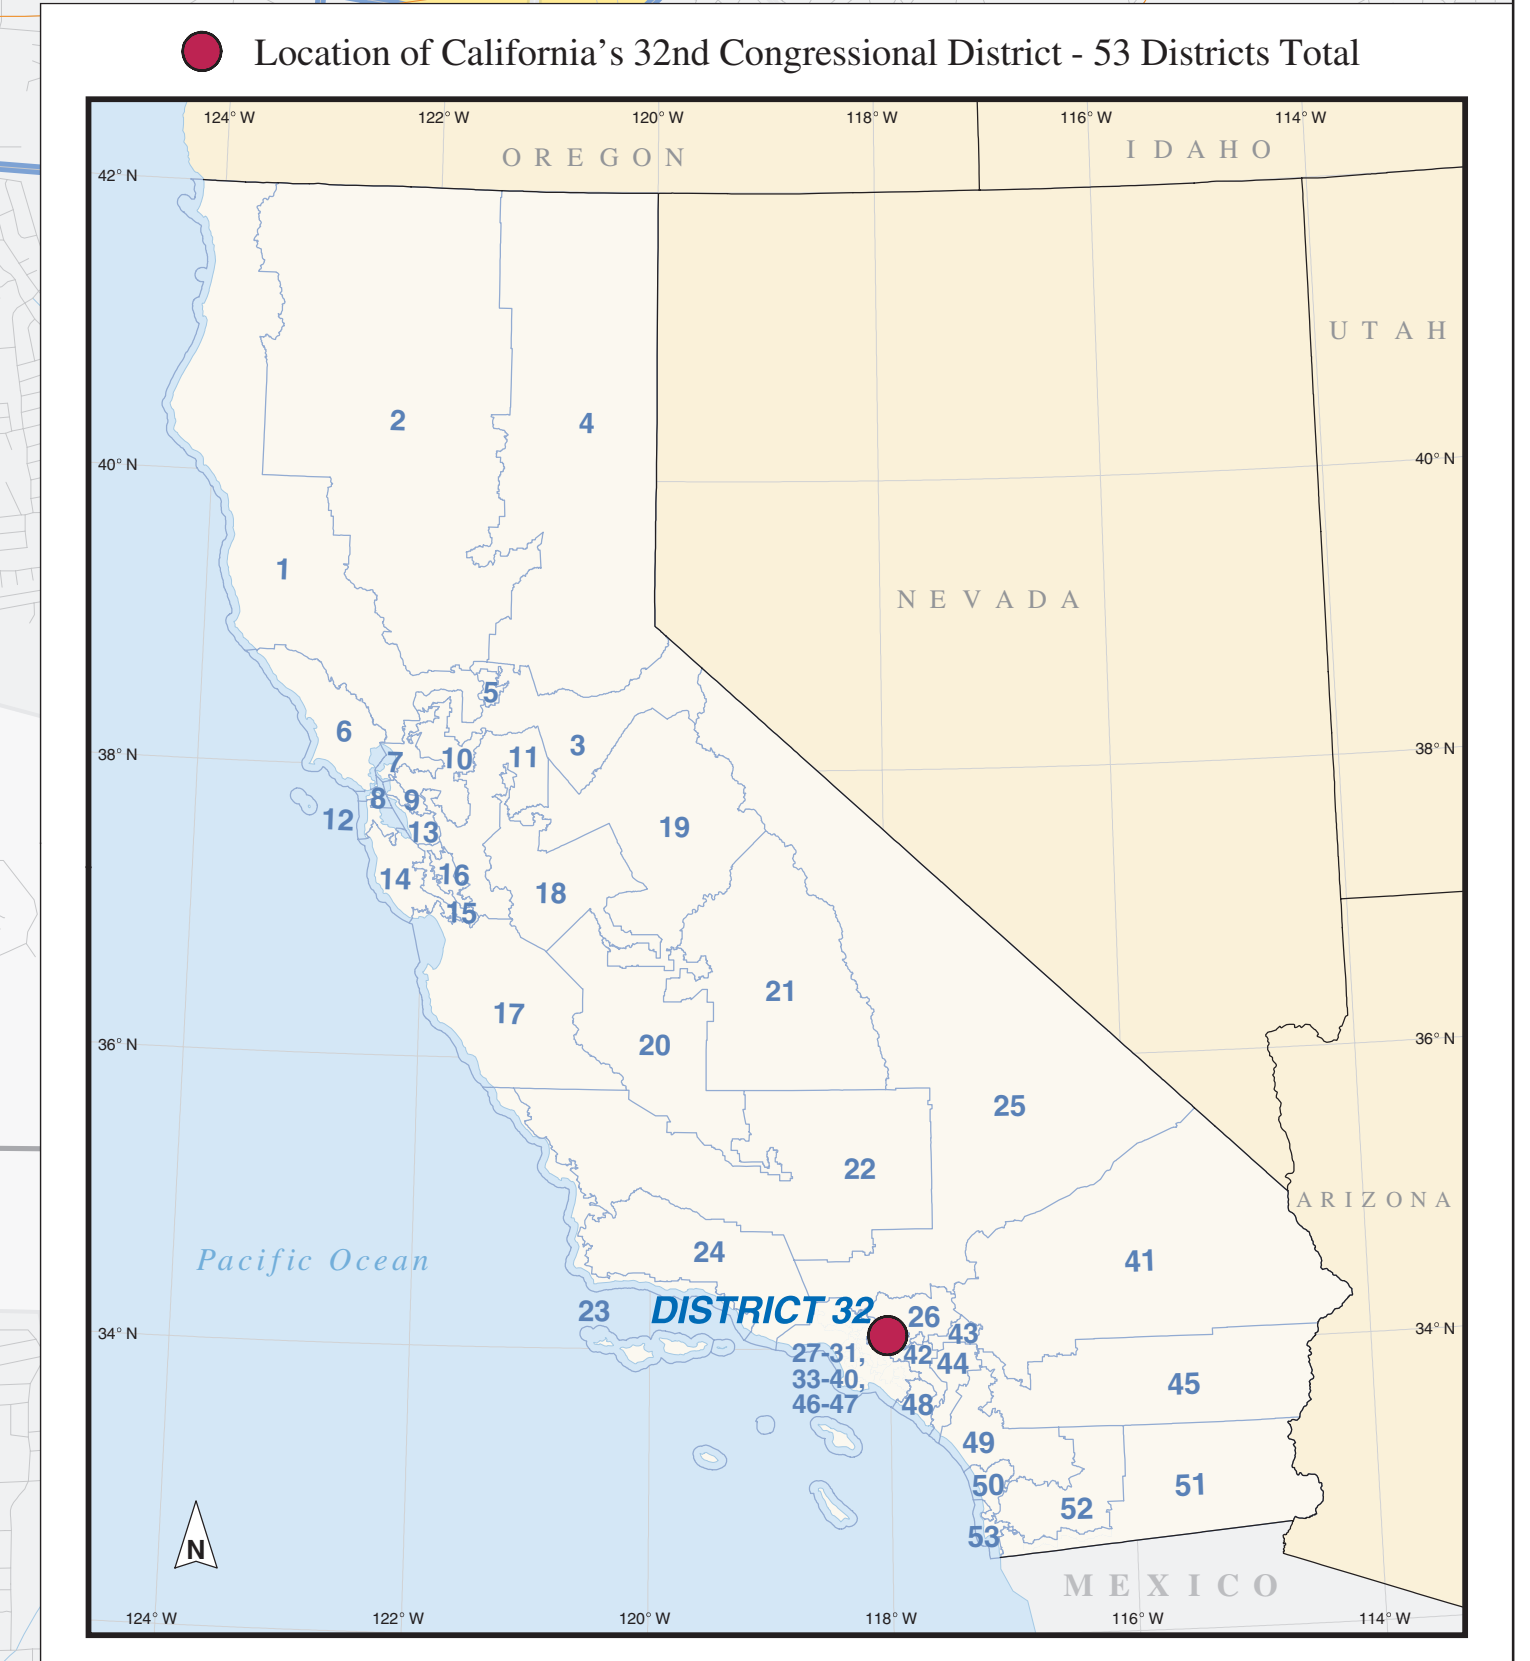 Location of California's 32nd Congressional District - 53 Districts Total
124° W
122° W
120° W
118° W
116° W
114° W
OREGON
IDAHO
42° N
UTAH
2
4
40° N
40° N
1
NEVADA
5
6
3
38° N
7
10
11
38° N
8
9
12
13
19
14
16
18
15
21
17
20
36° N
36° N
25
22
ARIZONA
Pacific Ocean
24
41
23
DISTRICT 32
26
43
34° N
34° N
27-31,
33-40,
46-47
42
44
45
48
49
50
51
52
53
N
MEXICO
124° W
122° W
120° W
118° W
116° W
114° W